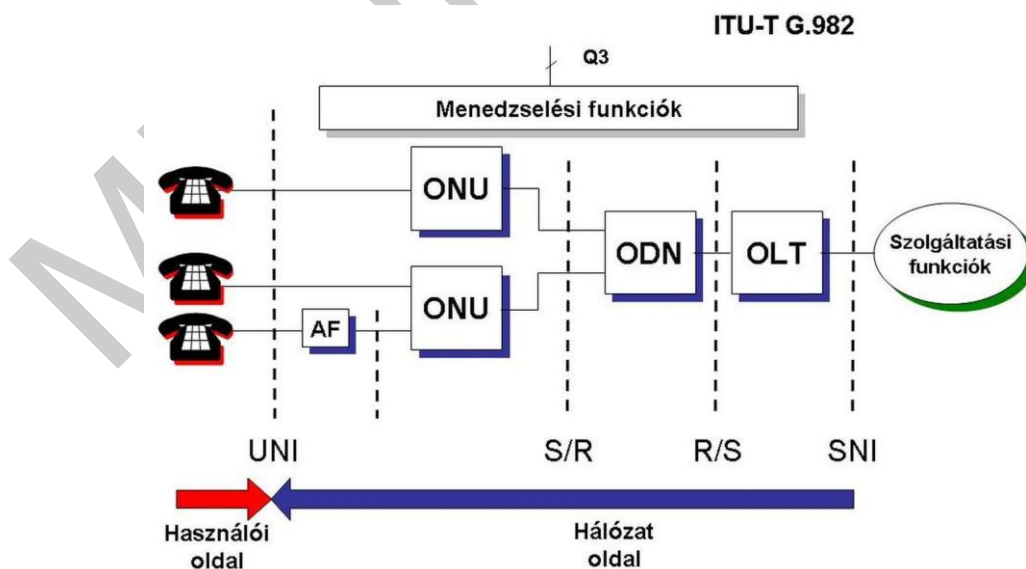 ITU-T G.982
Q3
Menedzselési funkciók
ONU
ODN
OLT
Szolgáltatási
funkciók
ONU
AF
UNI
S/R
R/S
SNI
Használói
oldal
Hálózat
oldal